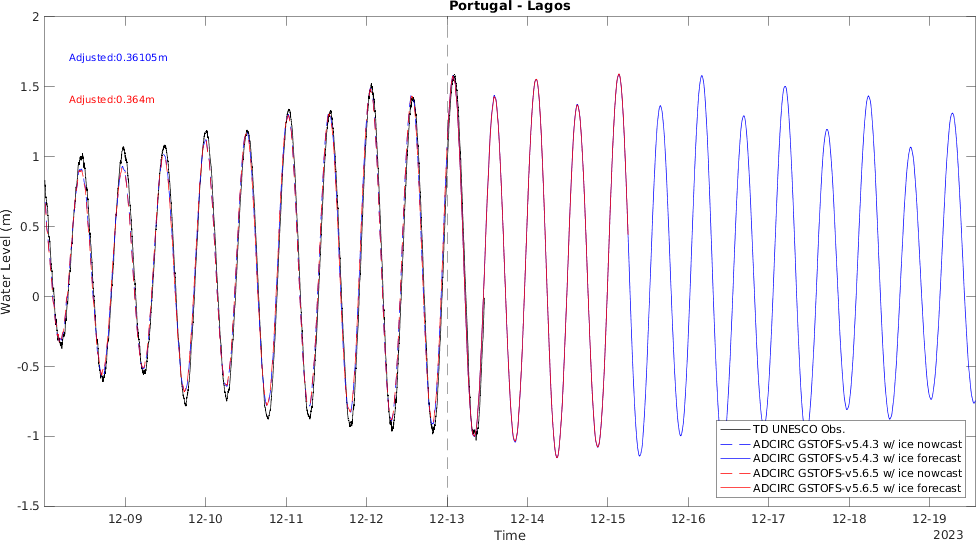 Portugal - Lagos
Adjusted:0.36105m
Adjusted:0.364m
Water Level (m)
2
1.5
1
0.5
0
-0.5
-1
-1.5
TD UNESCO Obs.
ADCIRC GSTOFS-v5.4.3 w/ ice nowcast
ADCIRC GSTOFS-v5.4.3 w/ ice forecast
ADCIRC GSTOFS-v5.6.5 w/ ice nowcast
ADCIRC GSTOFS-v5.6.5 w/ ice forecast
12-09 12-10 12-11 12-12 12-13 12-14 12-15 12-16 12-17 12-18 12-19
Time
2023